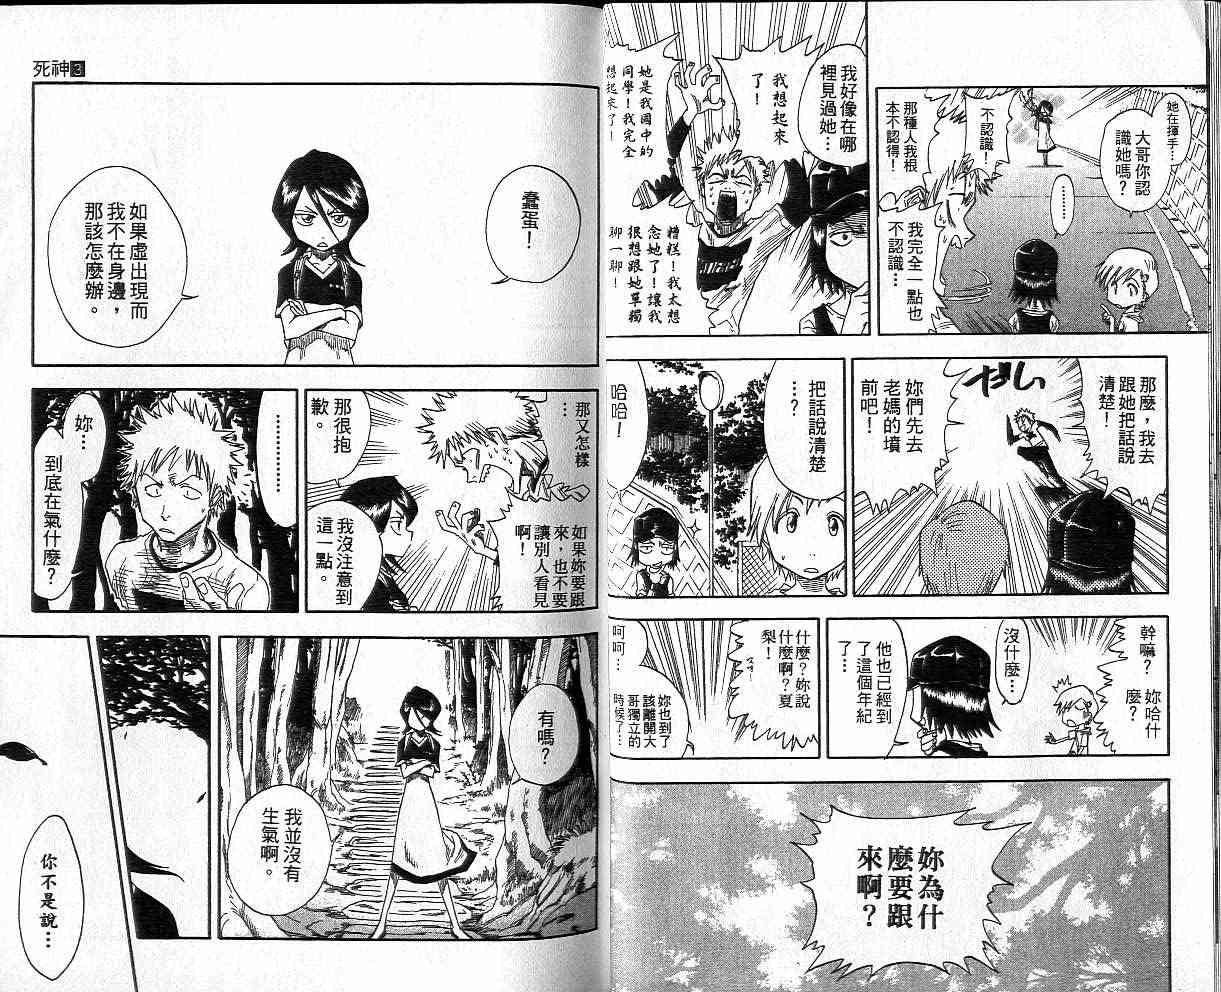 她在揮手…
大哥你認
識她嗎？
………
不認識！
那種人我根
本不認得！
我完全一點也
不認識…
我好像在哪
裡見過她…
我想起來
了！
她是我國中的
同學！我完全
想起來了！
糟糕！我太想
念她了！讓我
很想跟她單獨
聊一聊！
那麼，我去
跟她把話說
清楚！
妳們先去
老媽的墳
前吧！
把話說清楚
…？
哈哈
哈！
幹嘛？妳哈什
麼？
沒什麼…
他也已經到
了這個年紀
了…
什麼？妳說
什麼啊？夏
梨！
妳也到了
該離開大
哥獨立的
時候了…
呵呵…
妳為什
麼要跟
來啊？
死神3
蠢蛋！
如果虛出現而
我不在身邊，
那該怎麼辦。
那又怎樣
…
如果妳要跟
來，也不要
讓別人看見
啊！
那很抱
歉。
我沒注意到
這一點。
…………
妳…
到底在氣什麼？
有嗎？
我並沒有
生氣啊。
你不是說…